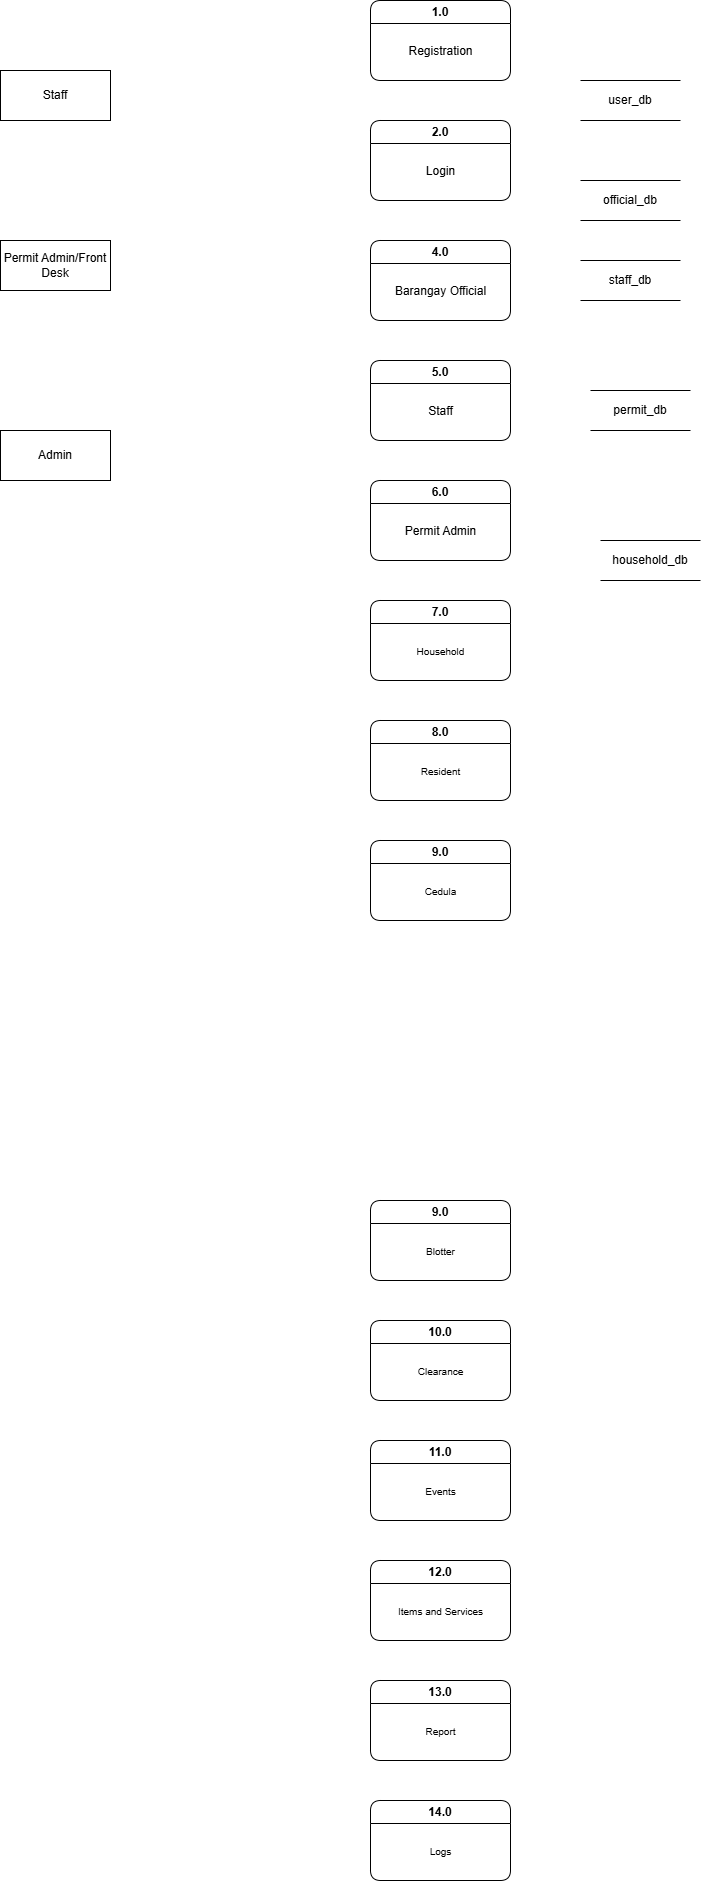 1.0
Registration
Staff
user_db
2.0
Login
official_db
Permit Admin/Front
Desk
4.0
Barangay Official
staff_db
5.0
Staff
permit_db
Admin
6.0
Permit Admin
household_db
7.0
Household
8.0
Resident
9.0
Cedula
9.0
Blotter
10.0
Clearance
11.0
Events
12.0
Items and Services
13.0
Report
14.0
Logs